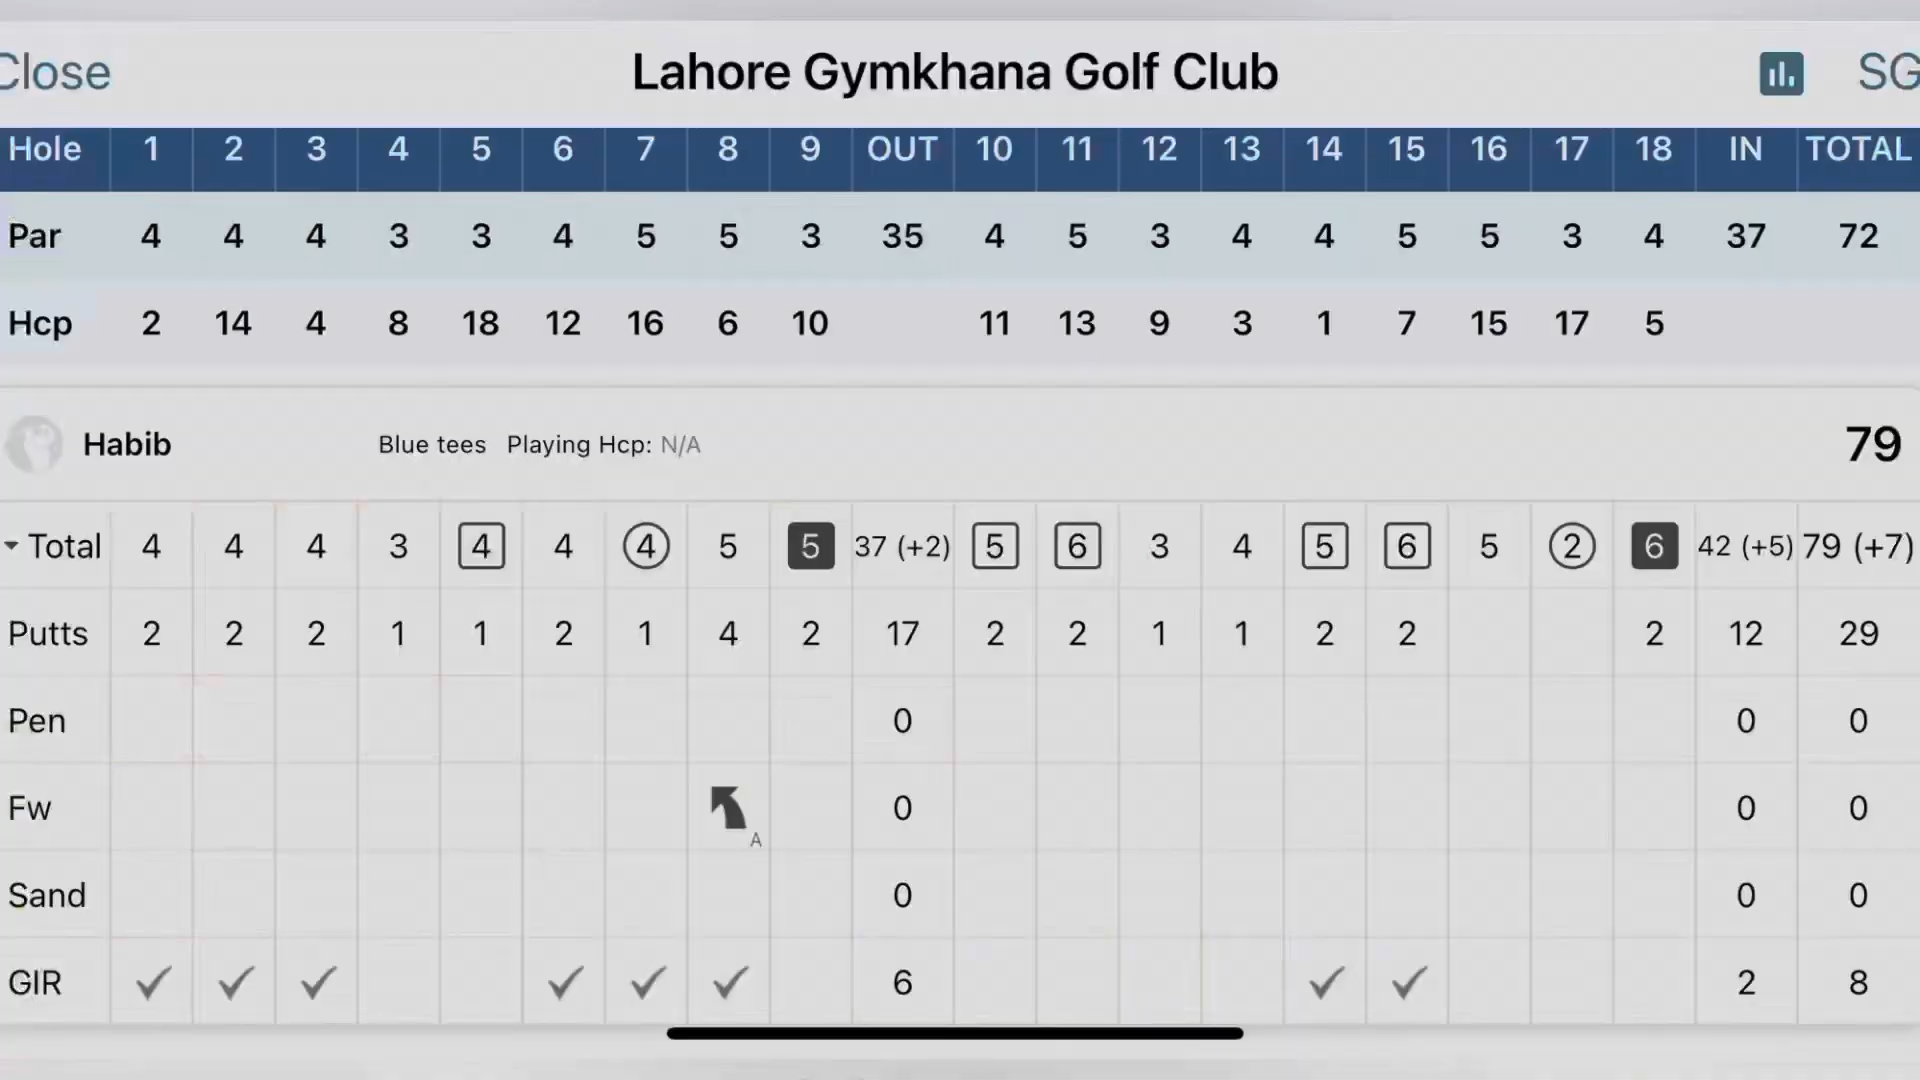 Close Lahore Gymkhana Golf Club SG
Hole 1 2 3 4 5 6 7 8 9 OUT 10 11 12 13 14 15 16 17 18 IN TOTAL
Par 4 4 4 3 3 4 5 5 3 35 4 5 3 4 4 5 5 3 4 37 72
Hcp 2 14 4 8 18 12 16 6 10 11 13 9 3 1 7 15 17 5
Habib Blue tees Playing Hcp: N/A 79
Total 4 4 4 3 4 4 4 5 5 37 (+2) 5 6 3 4 5 6 5 2 6 42 (+5) 79 (+7)
Putts 2 2 2 1 1 2 1 4 2 17 2 2 1 1 2 2 2 12 29
Pen 0 0 0
Fw A 0 0 0
Sand 0 0 0
GIR 6 2 8